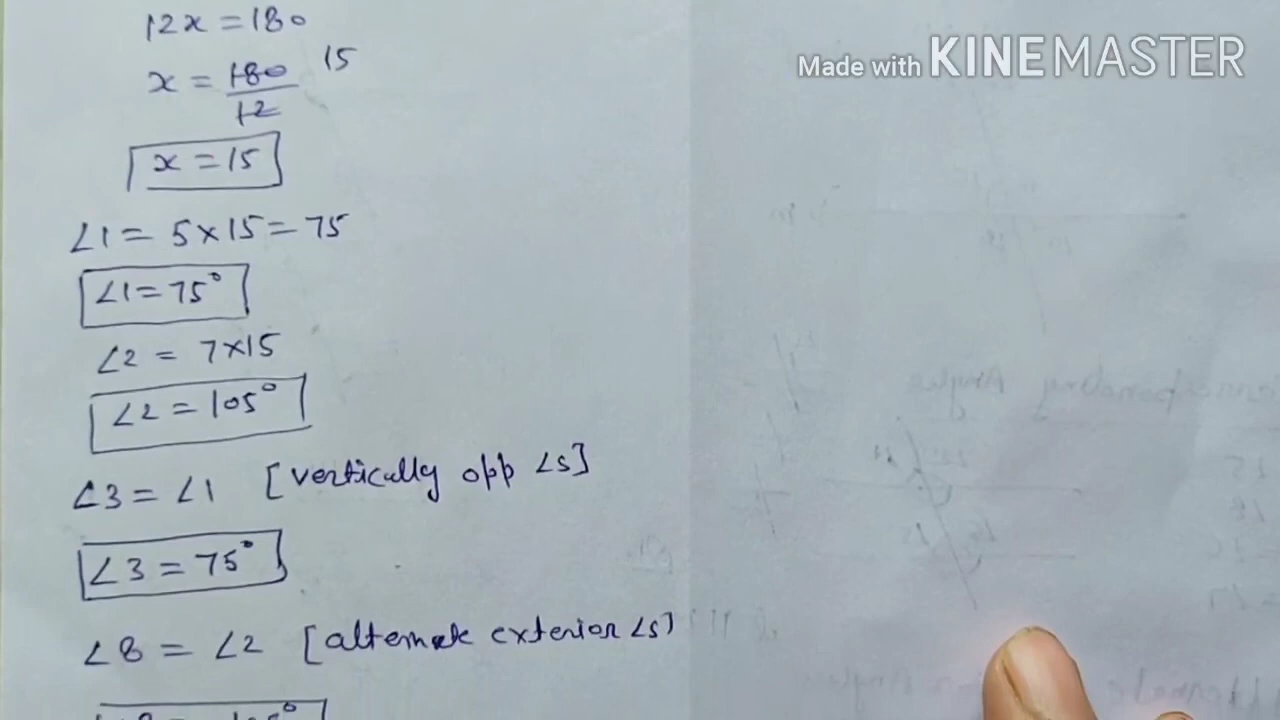 12x = 180
x = 180/12 15
x = 15
∠1 = 5×15 = 75
∠1 = 75°
∠2 = 7×15
∠2 = 105°
∠3 = ∠1 [vertically opp ∠s]
∠3 = 75°
∠8 = ∠2 [alternate exterior ∠s]
Made with KINEMASTER